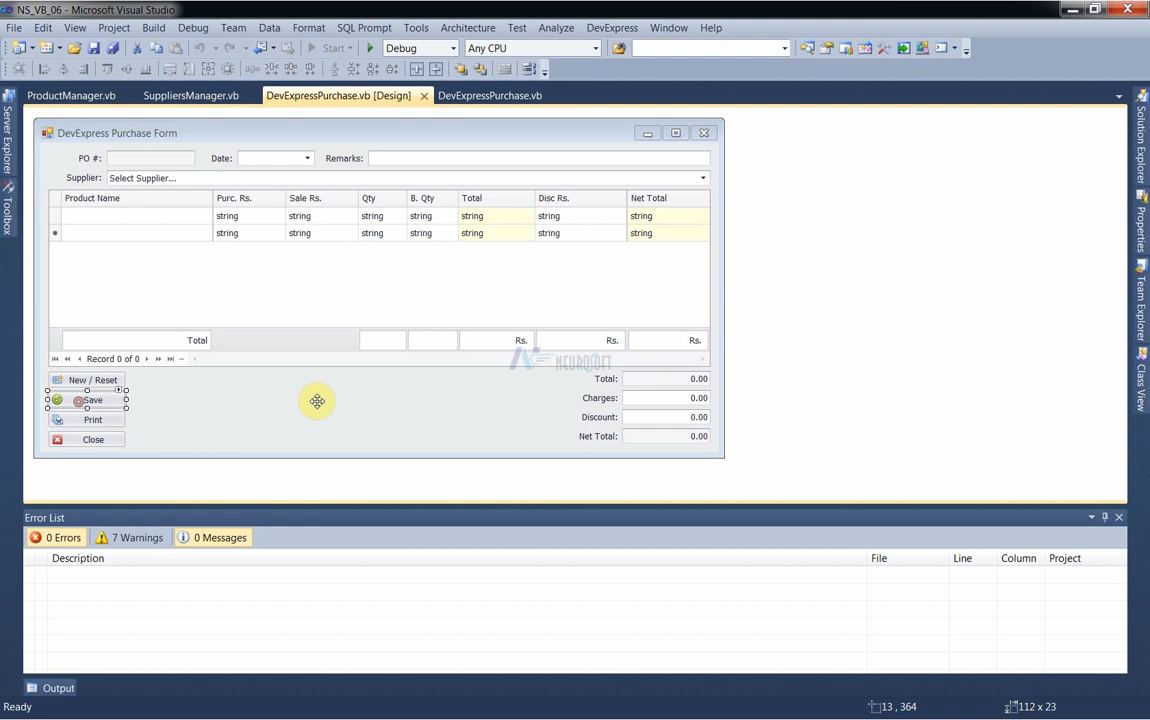 NS_VB_06 - Microsoft Visual Studio
File Edit View Project Build Debug Team Data Format Tools Architecture Test Analyze DevExpress Window Help
Start Debug Any CPU
ProductManager.vb SuppliersManager.vb DevExpressPurchase.vb [Design] DevExpressPurchase.vb
Server Explorer
Toolbox
Solution Explorer
Properties
Team Explorer
Class View
DevExpress Purchase Form
PO #: Date: Remarks:
Supplier: Select Supplier...
Product Name Purc. Rs. Sale Rs. Qty B. Qty Total Disc Rs. Net Total
string string string string string string string
string string string string string string string
Total Rs. Rs. Rs.
Record 0 of 0
NEUROSOFT
New / Reset Total: 0.00
Save Charges: 0.00
Print Discount: 0.00
Close Net Total: 0.00
Error List
0 Errors 7 Warnings 0 Messages
Description File Line Column Project
Output
Ready 13 , 364 112 x 23